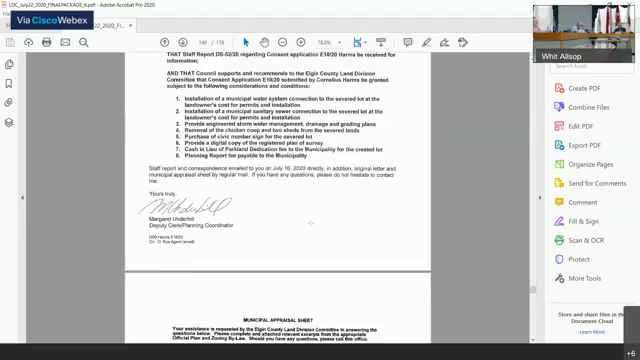 LOC_July22_2020_FINALPACKAGE_6.pdf - Adobe Acrobat Pro 2020
Via Cisco Webex
148 / 178
78.8%
Whit Allsop
THAT Staff Report DS-52/20 regarding Consent application E18/20 Harms be received for
information;
AND THAT Council supports and recommends to the Elgin County Land Division
Committee that Consent Application E18/20 submitted by Cornelius Harms be granted
subject to the following considerations and conditions:
1 Installation of a municipal water system connection to the severed lot at the
landowner's cost for permits and installation
2 Installation of a municipal sanitary sewer connection to the severed lot at the
landowner's cost for permits and installation
3 Provide engineered storm water management, drainage and grading plans
4 Removal of the chicken coop and two sheds from the severed lands
5 Purchase of civic number sign for the severed lot
6 Provide a digital copy of the registered plan of survey
7 Cash in Lieu of Parkland Dedication fee to the Municipality for the created lot
8 Planning Report fee payable to the Municipality
Staff report and correspondence emailed to you on July 16, 2020 directly, in addition, original letter and
municipal appraisal sheet by regular mail. If you have any questions, please do not hesitate to contact
me.
Yours truly,
Margaret Underhill
Deputy Clerk/Planning Coordinator
D09 Harms E18/20
MUNICIPAL APPRAISAL SHEET
Your assistance is requested by the Elgin County Land Division Committee in answering the
questions below. Please complete and attached relevant excerpts from the appropriate
Official Plan and Zoning By-Law. Should you have any questions, please call this office.
Create PDF
Combine Files
Edit PDF
Export PDF
Organize Pages
Send for Comments
Comment
Fill & Sign
Scan & OCR
Protect
More Tools
Store and share files in the
Document Cloud
Learn More
+6